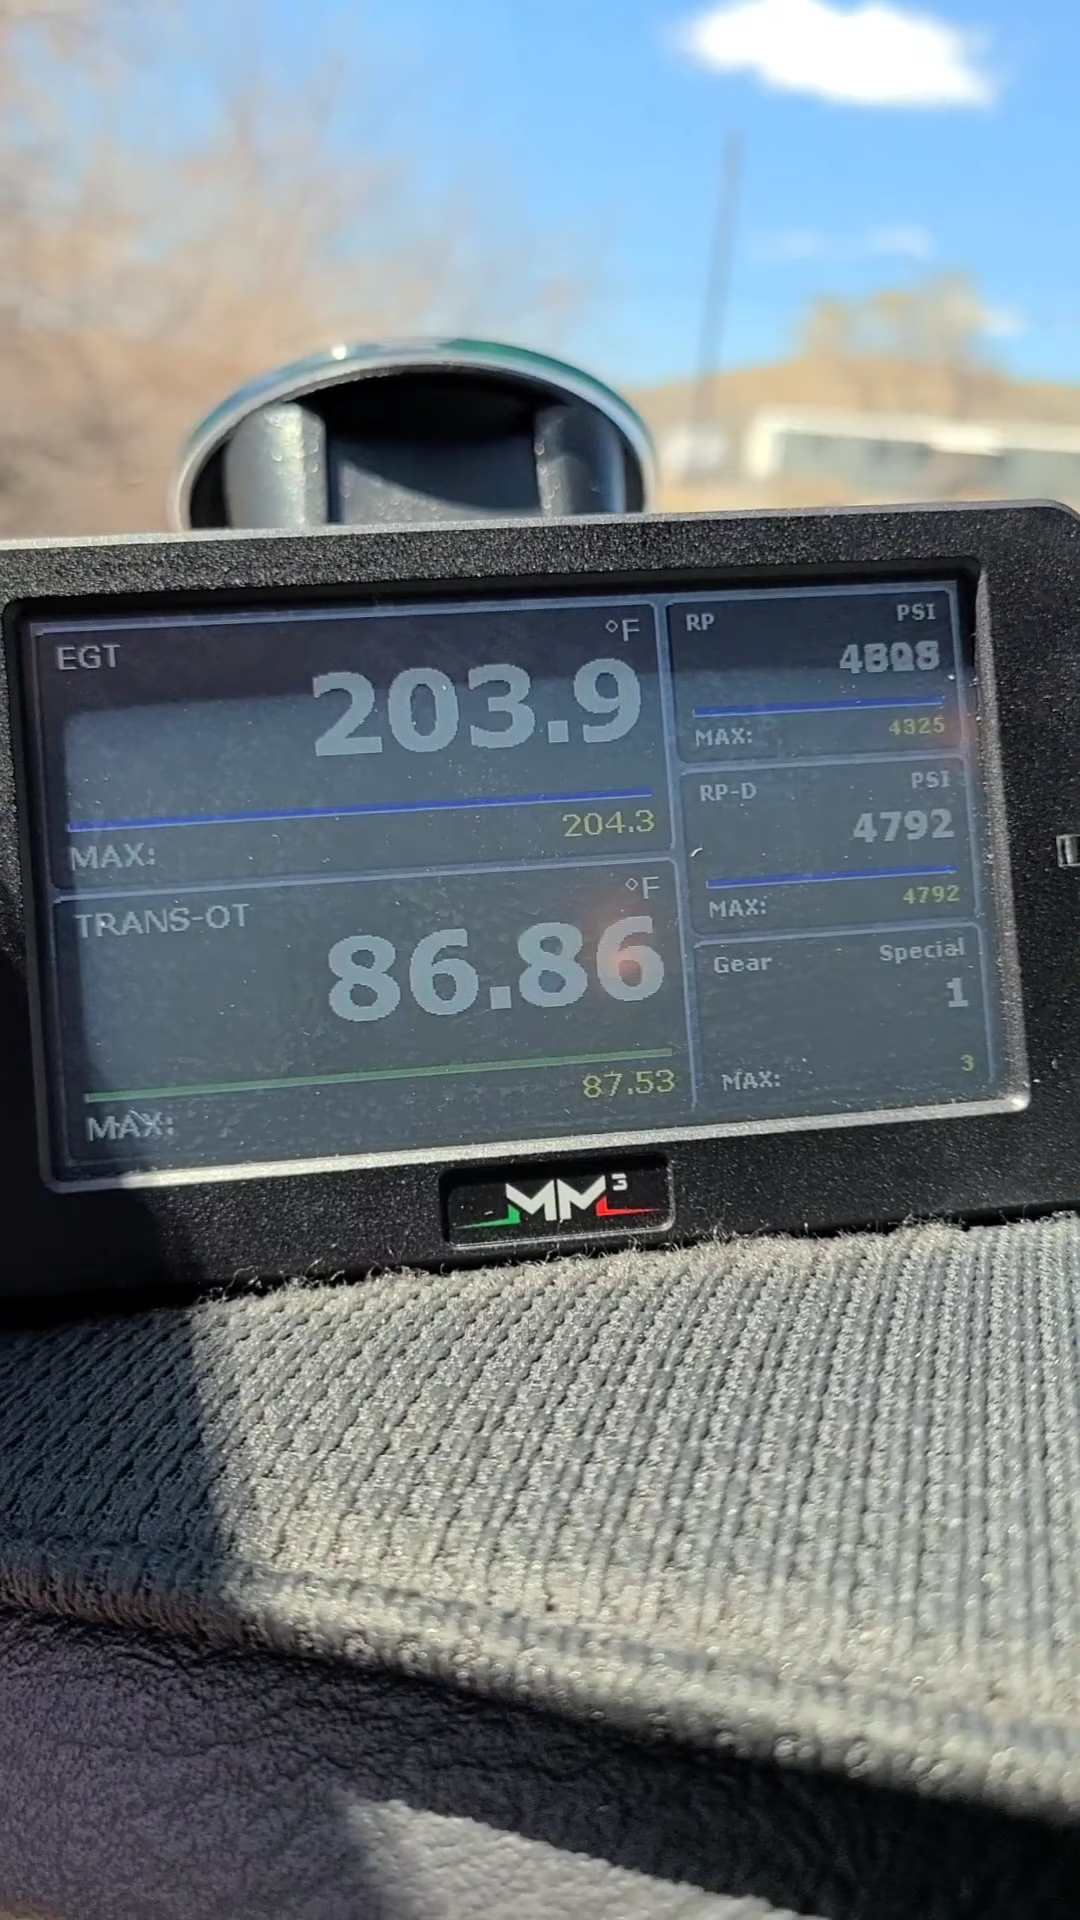 EGT
°F
203.9
MAX:
204.3
TRANS-OT
°F
86.86
MAX:
87.53
RP
PSI
MAX:
4325
RP-D
PSI
4792
MAX:
4792
Gear
Special
1
MAX:
3
MM3